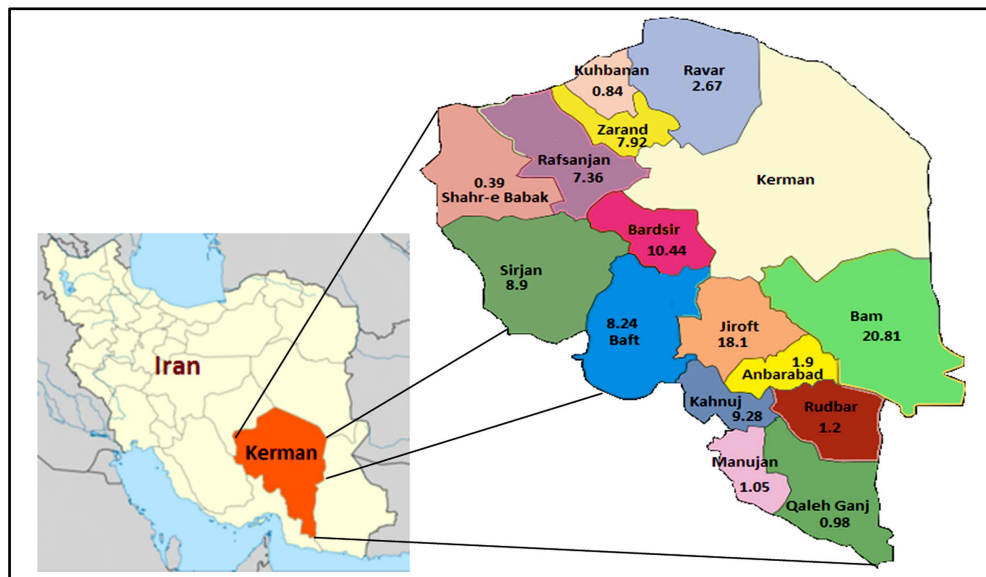 Kuhbanan
0.84
Ravar
2.67
Zarand
7.92
Rafsanjan
7.36
0.39
Shahr-e Babak
Kerman
Bardsir
10.44
Sirjan
8.9
8.24
Baft
Jiroft
18.1
Bam
20.81
1.9
Anbarabad
Kahnuj
9.28
Rudbar
1.2
Manujan
1.05
Qaleh Ganj
0.98
Iran
Kerman